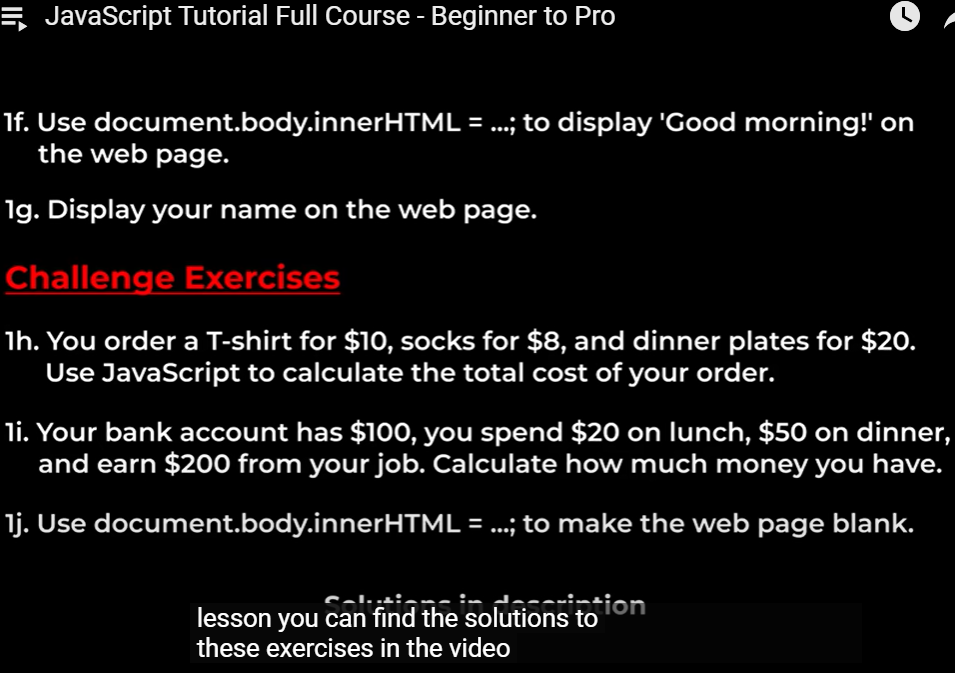 JavaScript Tutorial Full Course - Beginner to Pro
1f. Use document.body.innerHTML = ...; to display 'Good morning!' on
the web page.
1g. Display your name on the web page.
Challenge Exercises
1h. You order a T-shirt for $10, socks for $8, and dinner plates for $20.
Use JavaScript to calculate the total cost of your order.
1i. Your bank account has $100, you spend $20 on lunch, $50 on dinner,
and earn $200 from your job. Calculate how much money you have.
1j. Use document.body.innerHTML = ...; to make the web page blank.
Solutions in description
lesson you can find the solutions to
these exercises in the video